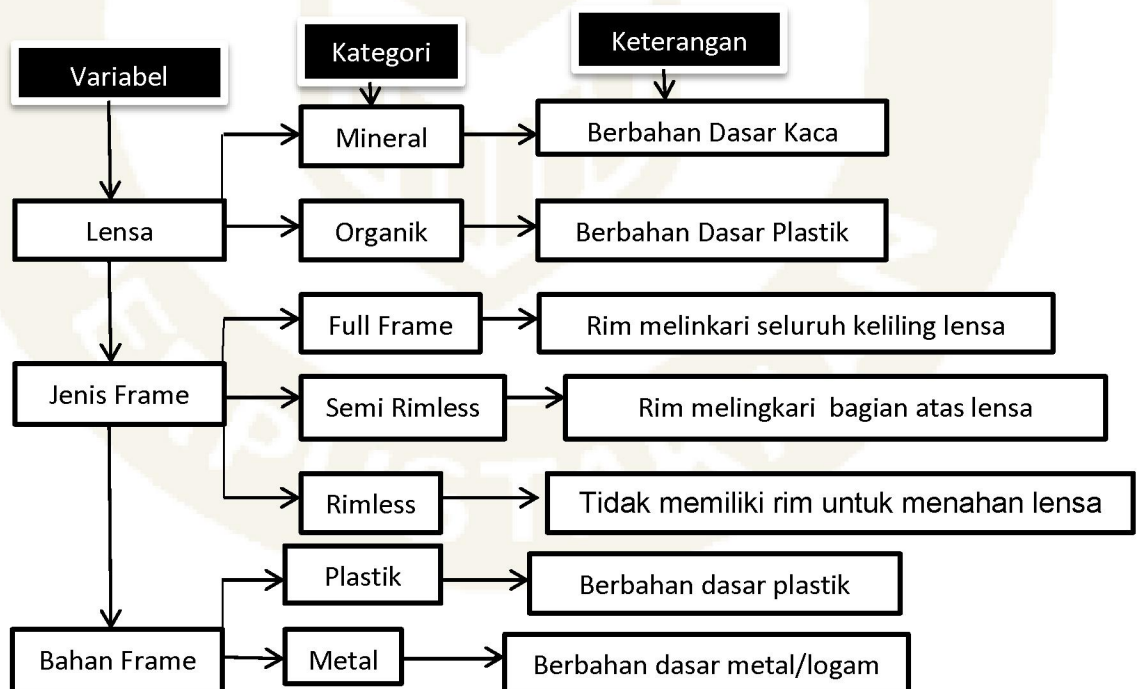 Variabel
Kategori
Keterangan
Mineral
Berbahan Dasar Kaca
Lensa
Organik
Berbahan Dasar Plastik
Full Frame
Rim melinkari seluruh keliling lensa
Jenis Frame
Semi Rimless
Rim melingkari bagian atas lensa
Rimless
Tidak memiliki rim untuk menahan lensa
Plastik
Berbahan dasar plastik
Bahan Frame
Metal
Berbahan dasar metal/logam